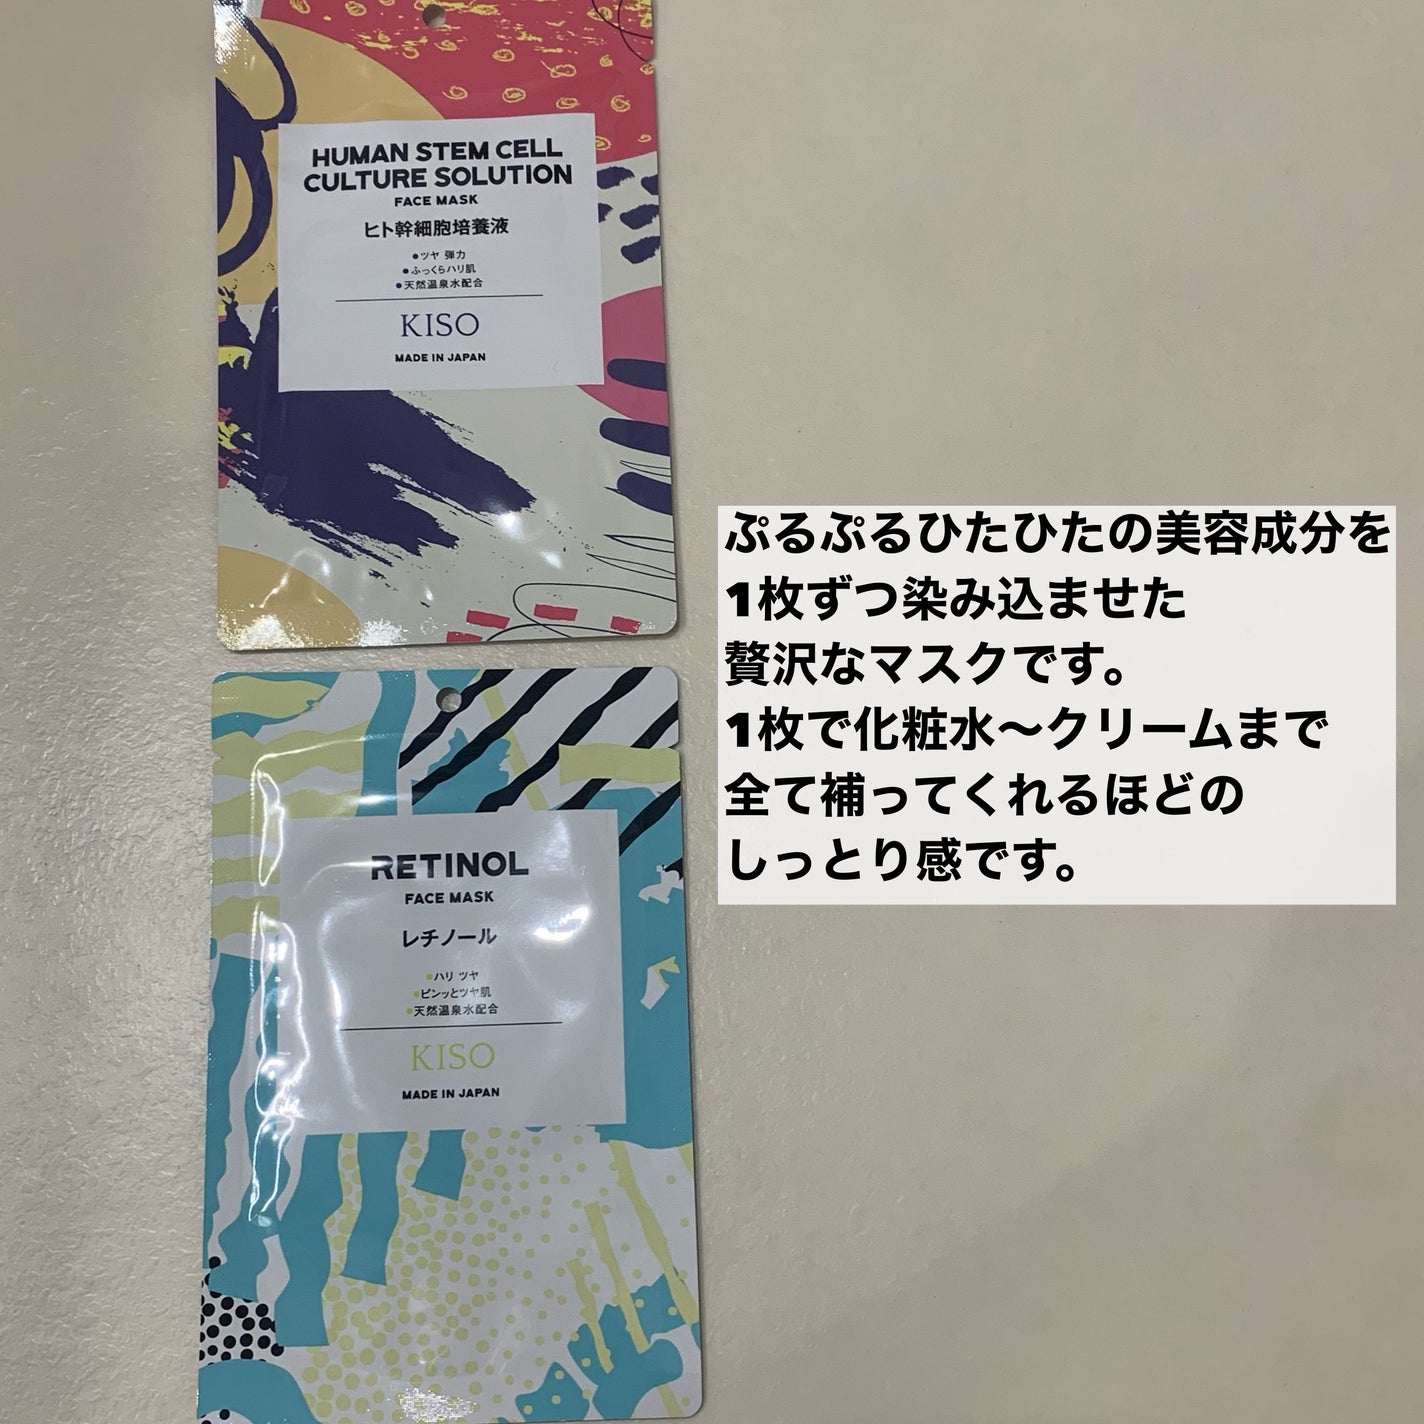 HUMAN STEM CELL
CULTURE SOLUTION
FACE MASK
ヒト幹細胞培養液
●ツヤ 弾力
●ふっくらハリ肌
●天然温泉水配合
KISO
MADE IN JAPAN
ぷるぷるひたひたの美容成分を
1枚ずつ染み込ませた
贅沢なマスクです。
1枚で化粧水〜クリームまで
全て補ってくれるほどの
しっとり感です。
RETINOL
FACE MASK
レチノール
●ハリ ツヤ
●ピンッとツヤ肌
●天然温泉水配合
KISO
MADE IN JAPAN